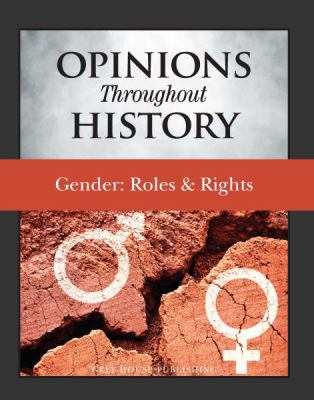 OPINIONS
Throughout
HISTORY
Gender: Roles & Rights
GREY HOUSE PUBLISHING